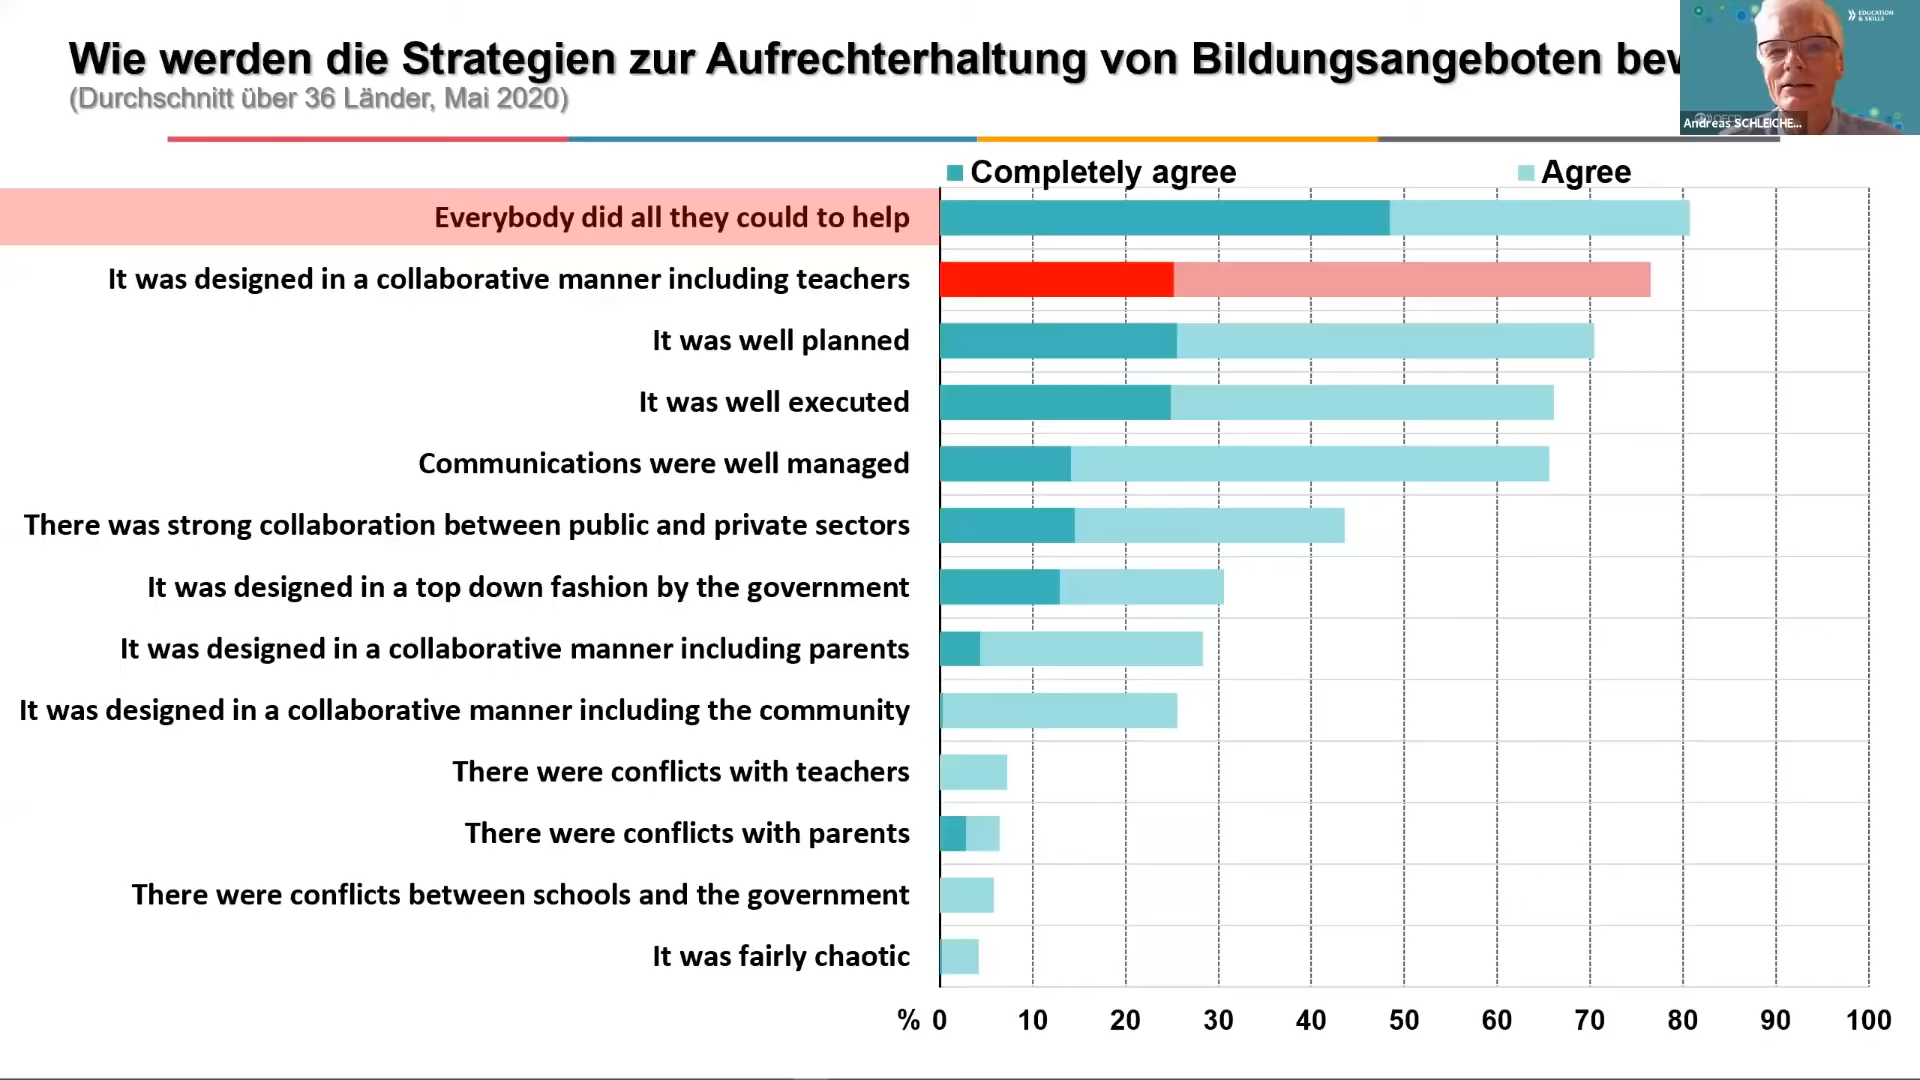 Wie werden die Strategien zur Aufrechterhaltung von Bildungsangeboten
(Durchschnitt über 36 Länder, Mai 2020)
EDUCATION
& SKILLS
Andreas SCHLEICHE...
Completely agree
Agree
Everybody did all they could to help
It was designed in a collaborative manner including teachers
It was well planned
It was well executed
Communications were well managed
There was strong collaboration between public and private sectors
It was designed in a top down fashion by the government
It was designed in a collaborative manner including parents
It was designed in a collaborative manner including the community
There were conflicts with teachers
There were conflicts with parents
There were conflicts between schools and the government
It was fairly chaotic
% 0 10 20 30 40 50 60 70 80 90 100